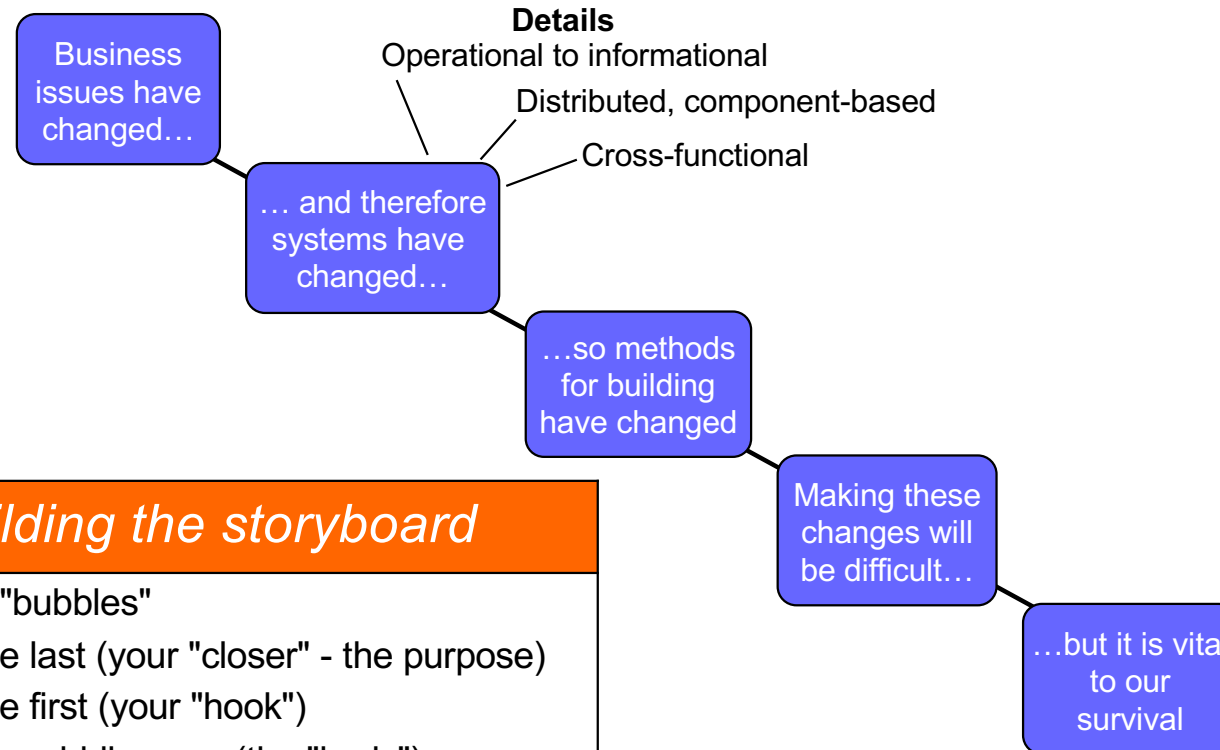 Details
Operational to informational
Distributed, component-based
Cross-functional
Business
issues have
changed…
… and therefore
systems have
changed…
…so methods
for building
have changed
Making these
changes will
be difficult…
…but it is
to our
survival
the storyboard
"bubbles"
last (your "closer" - the purpose)
first (your "hook")